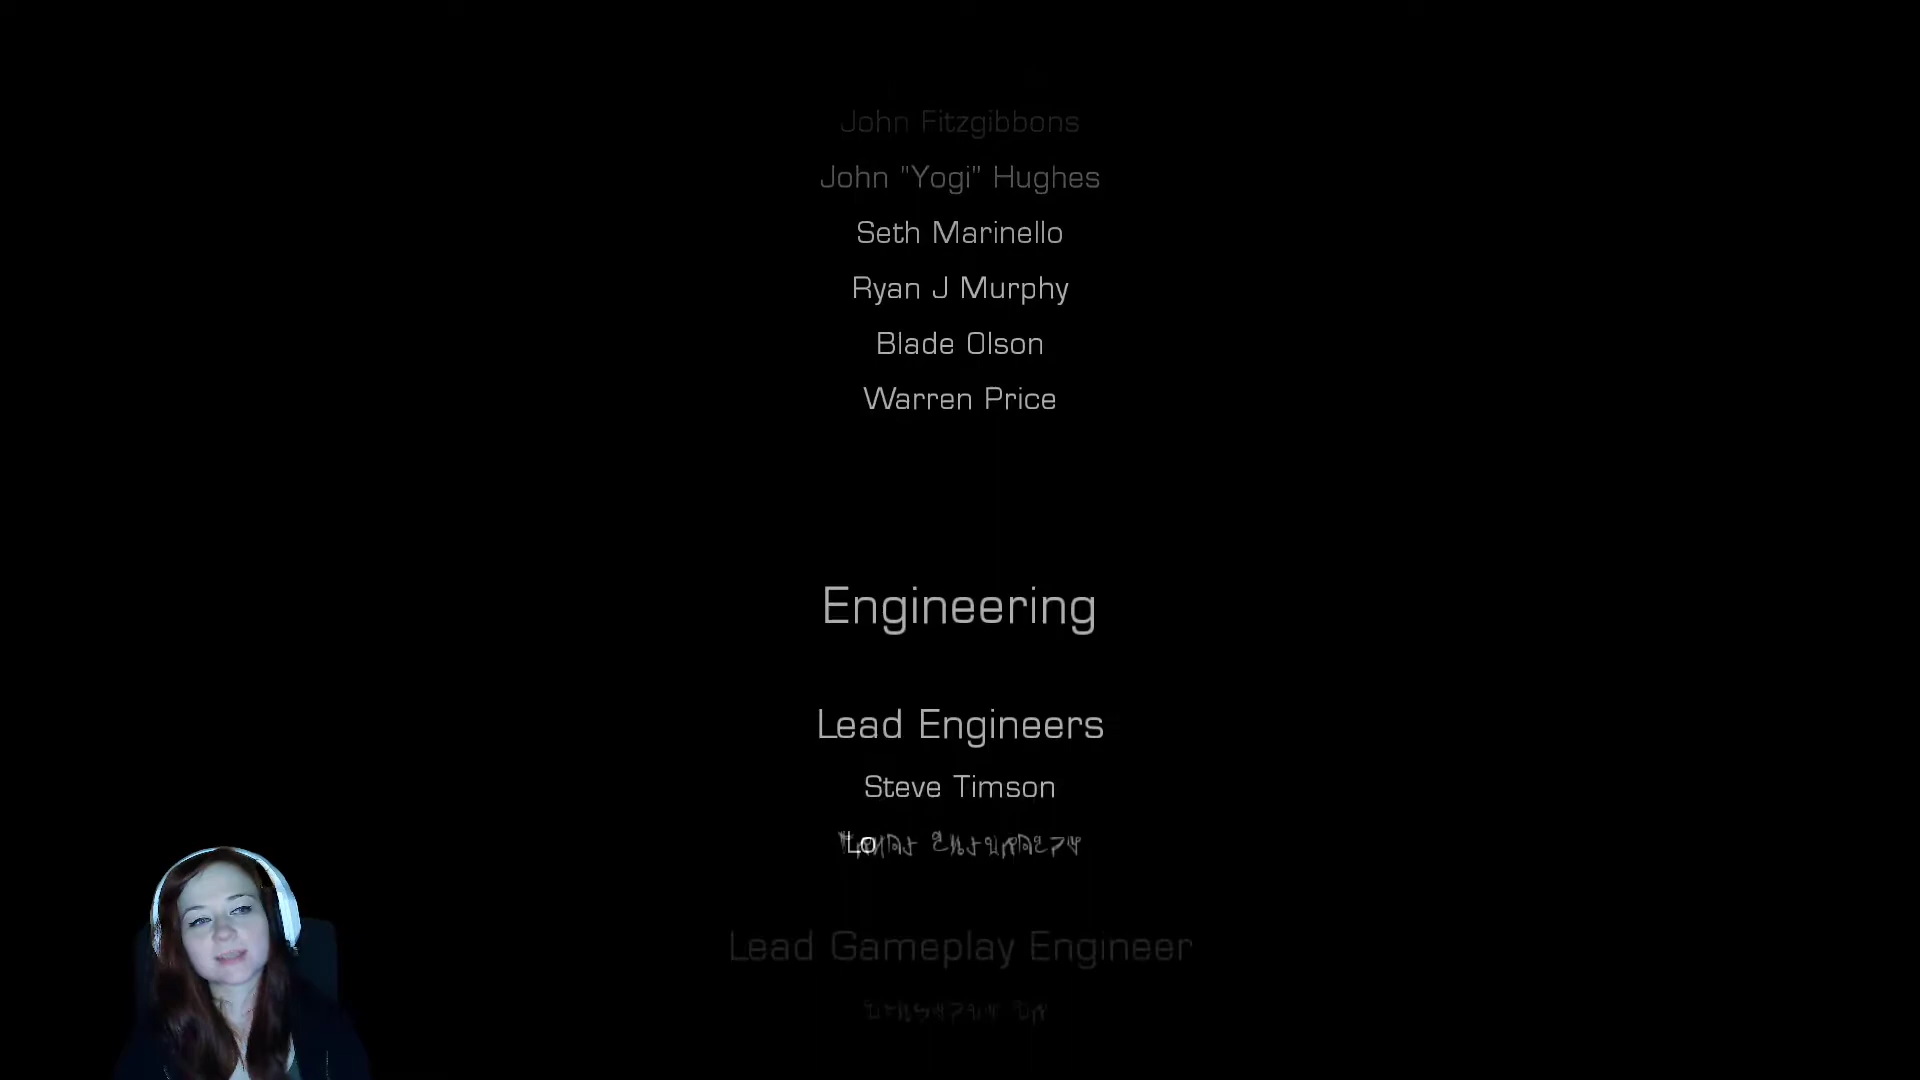 John Fitzgibbons
John "Yogi" Hughes
Seth Marinello
Ryan J Murphy
Blade Olson
Warren Price
Engineering
Lead Engineers
Steve Timson
Lo
Lead Gameplay Engineer